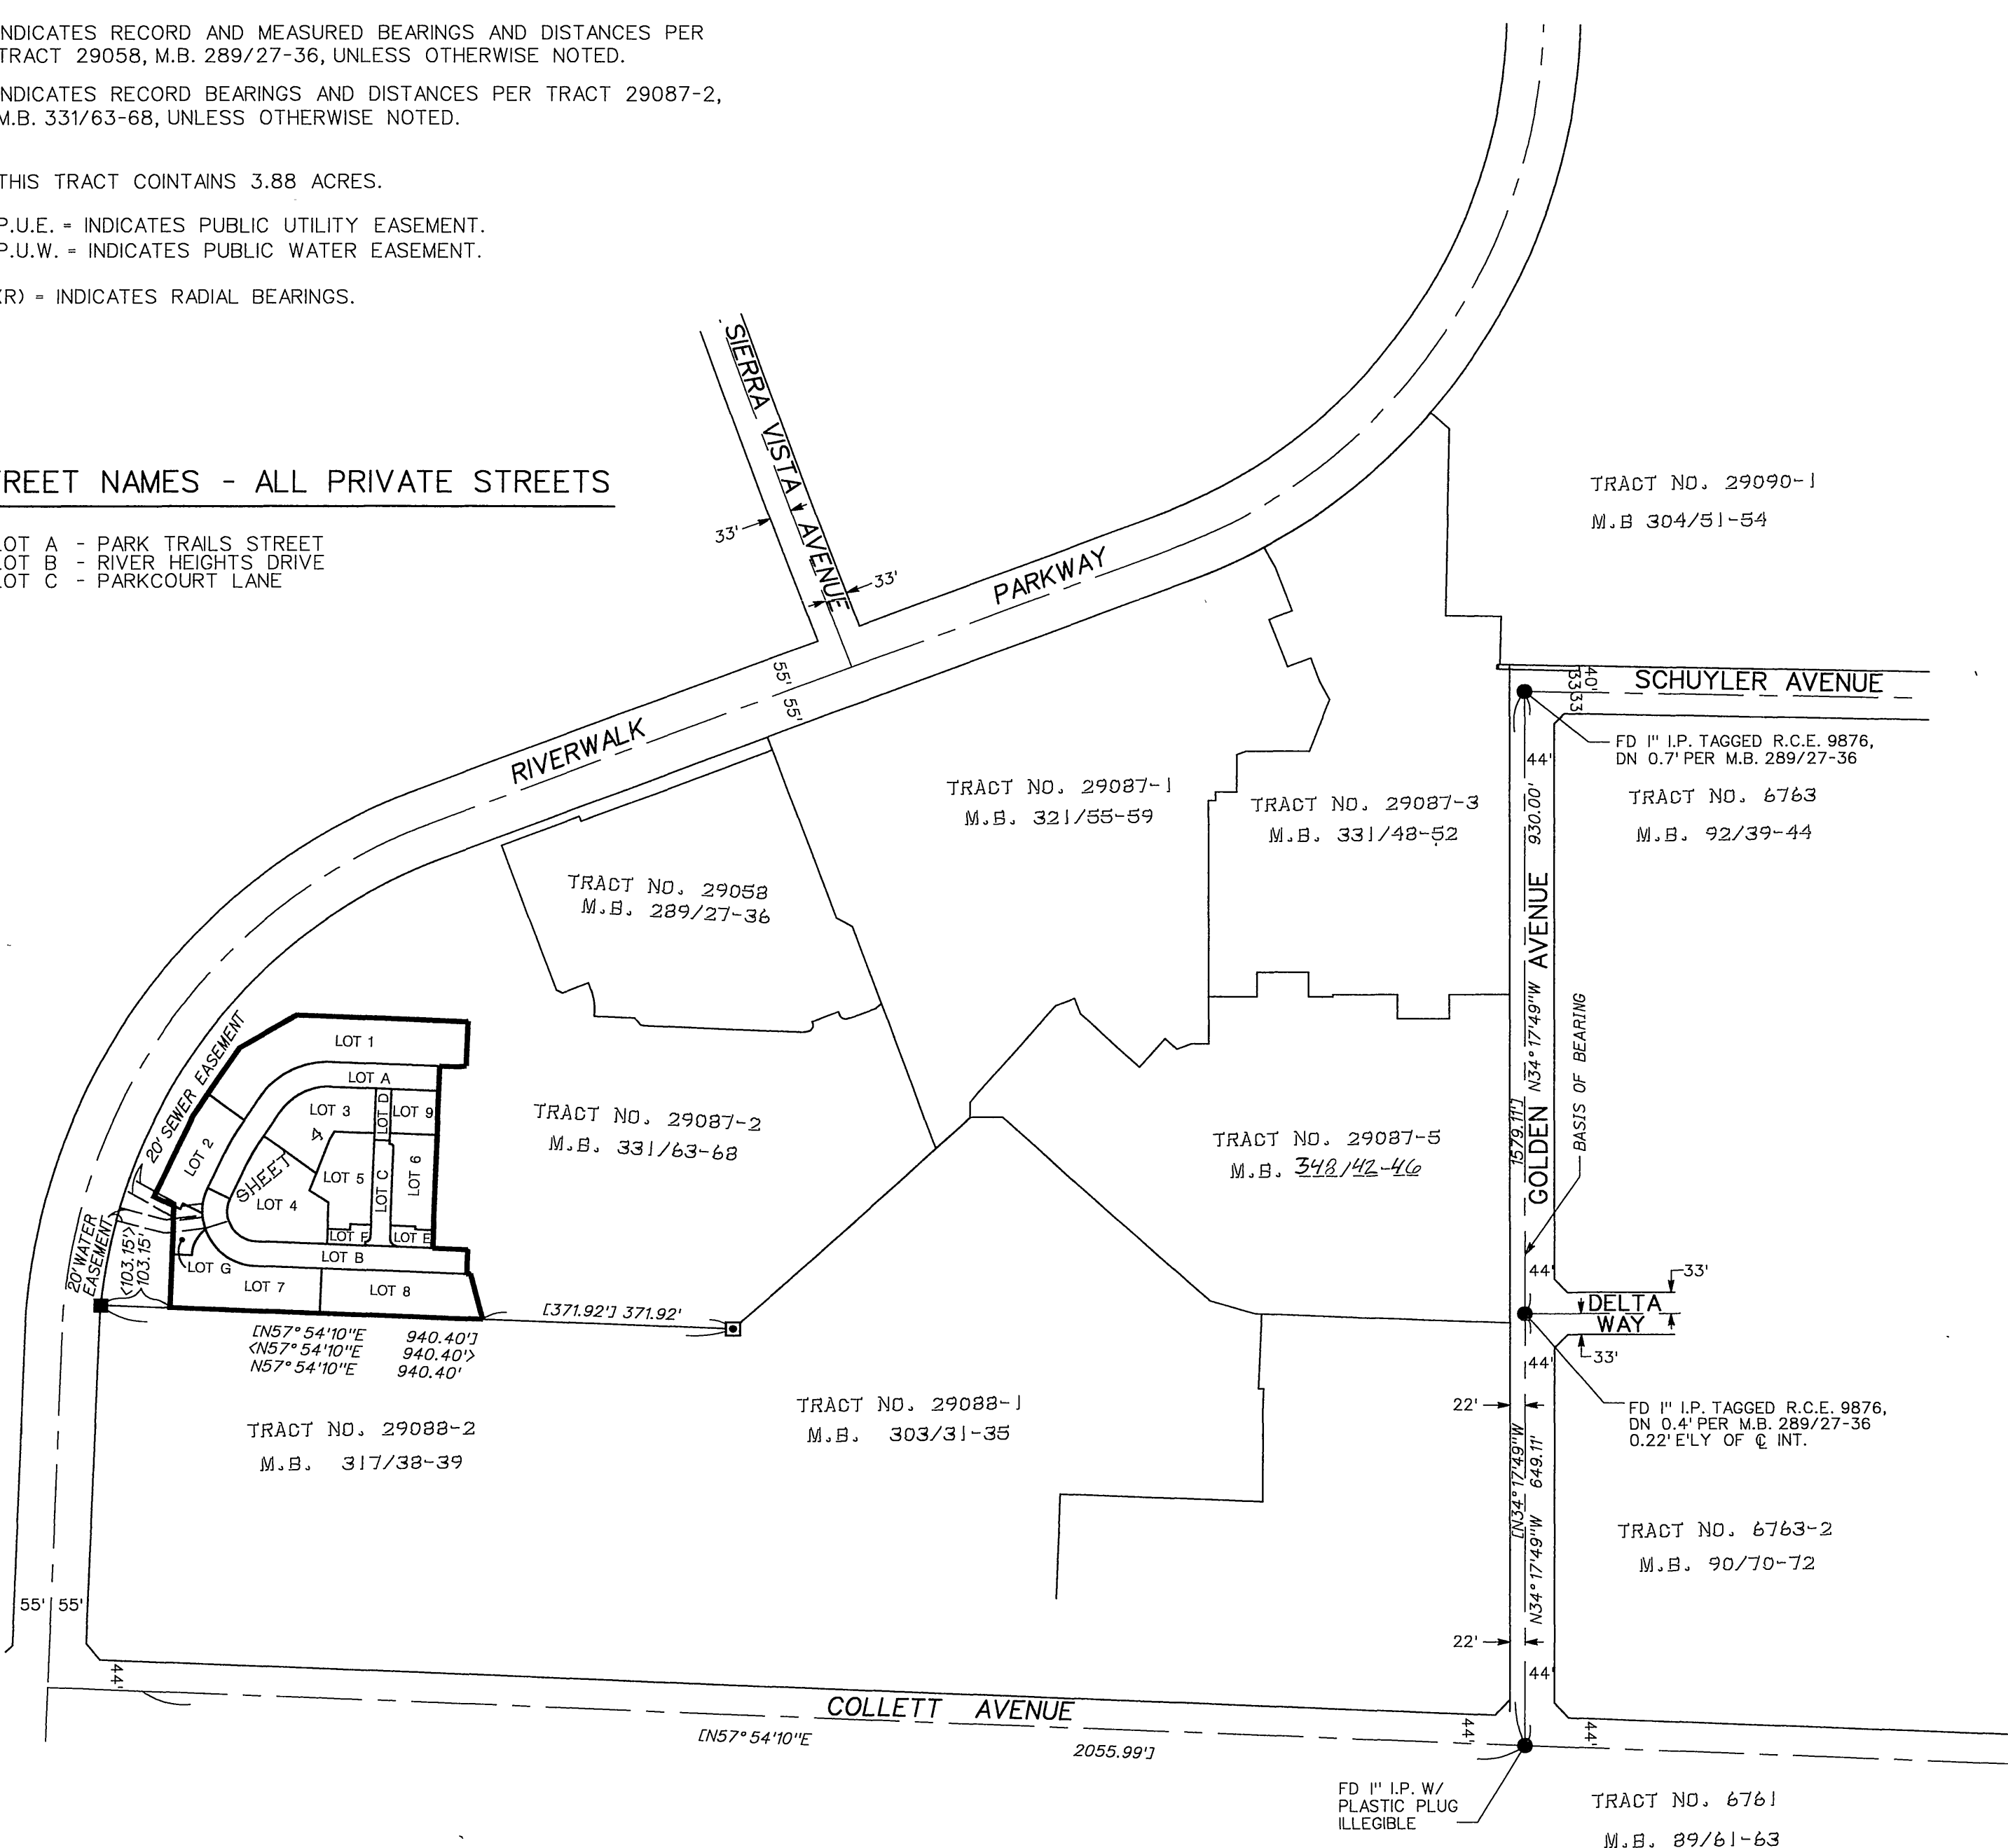 INDICATES RECORD AND MEASURED BEARINGS AND DISTANCES PER
TRACT 29058, M.B. 289/27-36, UNLESS OTHERWISE NOTED.
INDICATES RECORD BEARINGS AND DISTANCES PER TRACT 29087-2,
M.B. 331/63-68, UNLESS OTHERWISE NOTED.
THIS TRACT COINTAINS 3.88 ACRES.
P.U.E. = INDICATES PUBLIC UTILITY EASEMENT.
P.U.W. = INDICATES PUBLIC WATER EASEMENT.
(R) = INDICATES RADIAL BEARINGS.
TREET NAMES - ALL PRIVATE STREETS
LOT A - PARK TRAILS STREET
LOT B - RIVER HEIGHTS DRIVE
LOT C - PARKCOURT LANE
SIERRA VISTA AVENUE
33'
33'
RIVERWALK
PARKWAY
55'
55'
TRACT NO. 29090-1
M.B 304/51-54
SCHUYLER AVENUE
40'
33'
33'
FD 1" I.P. TAGGED R.C.E. 9876,
DN 0.7' PER M.B. 289/27-36
44'
TRACT NO. 6763
M.B. 92/39-44
TRACT NO. 29087-1
M.B. 321/55-59
TRACT NO. 29087-3
M.B. 331/48-52
TRACT NO. 29058
M.B. 289/27-36
GOLDEN AVENUE
N34°17'49"W 930.00'
1579.11']
BASIS OF BEARING
20' SEWER EASEMENT
LOT 1
LOT A
LOT 3
LOT D
LOT 9
LOT 2
SHEET 4
LOT 5
LOT C
LOT 6
LOT 4
LOT F
LOT E
LOT B
LOT G
LOT 7
LOT 8
20' WATER
EASEMENT
<103.15'>
103.15'
TRACT NO. 29087-2
M.B. 331/63-68
TRACT NO. 29087-5
M.B. 348/42-46
[371.92'] 371.92'
[N57°54'10"E 940.40']
<N57°54'10"E 940.40'>
N57°54'10"E 940.40'
44'
33'
DELTA
WAY
33'
44'
FD 1" I.P. TAGGED R.C.E. 9876,
DN 0.4' PER M.B. 289/27-36
0.22' E'LY OF ℄ INT.
TRACT NO. 29088-2
M.B. 317/38-39
TRACT NO. 29088-1
M.B. 303/31-35
22'
[N34°17'49"W
N34°17'49"W 649.11'
TRACT NO. 6763-2
M.B. 90/70-72
22'
44'
55' 55'
44'
COLLETT AVENUE
[N57°54'10"E 2055.99']
44'
44'
FD 1" I.P. W/
PLASTIC PLUG
ILLEGIBLE
TRACT NO. 6761
M.B. 89/61-63